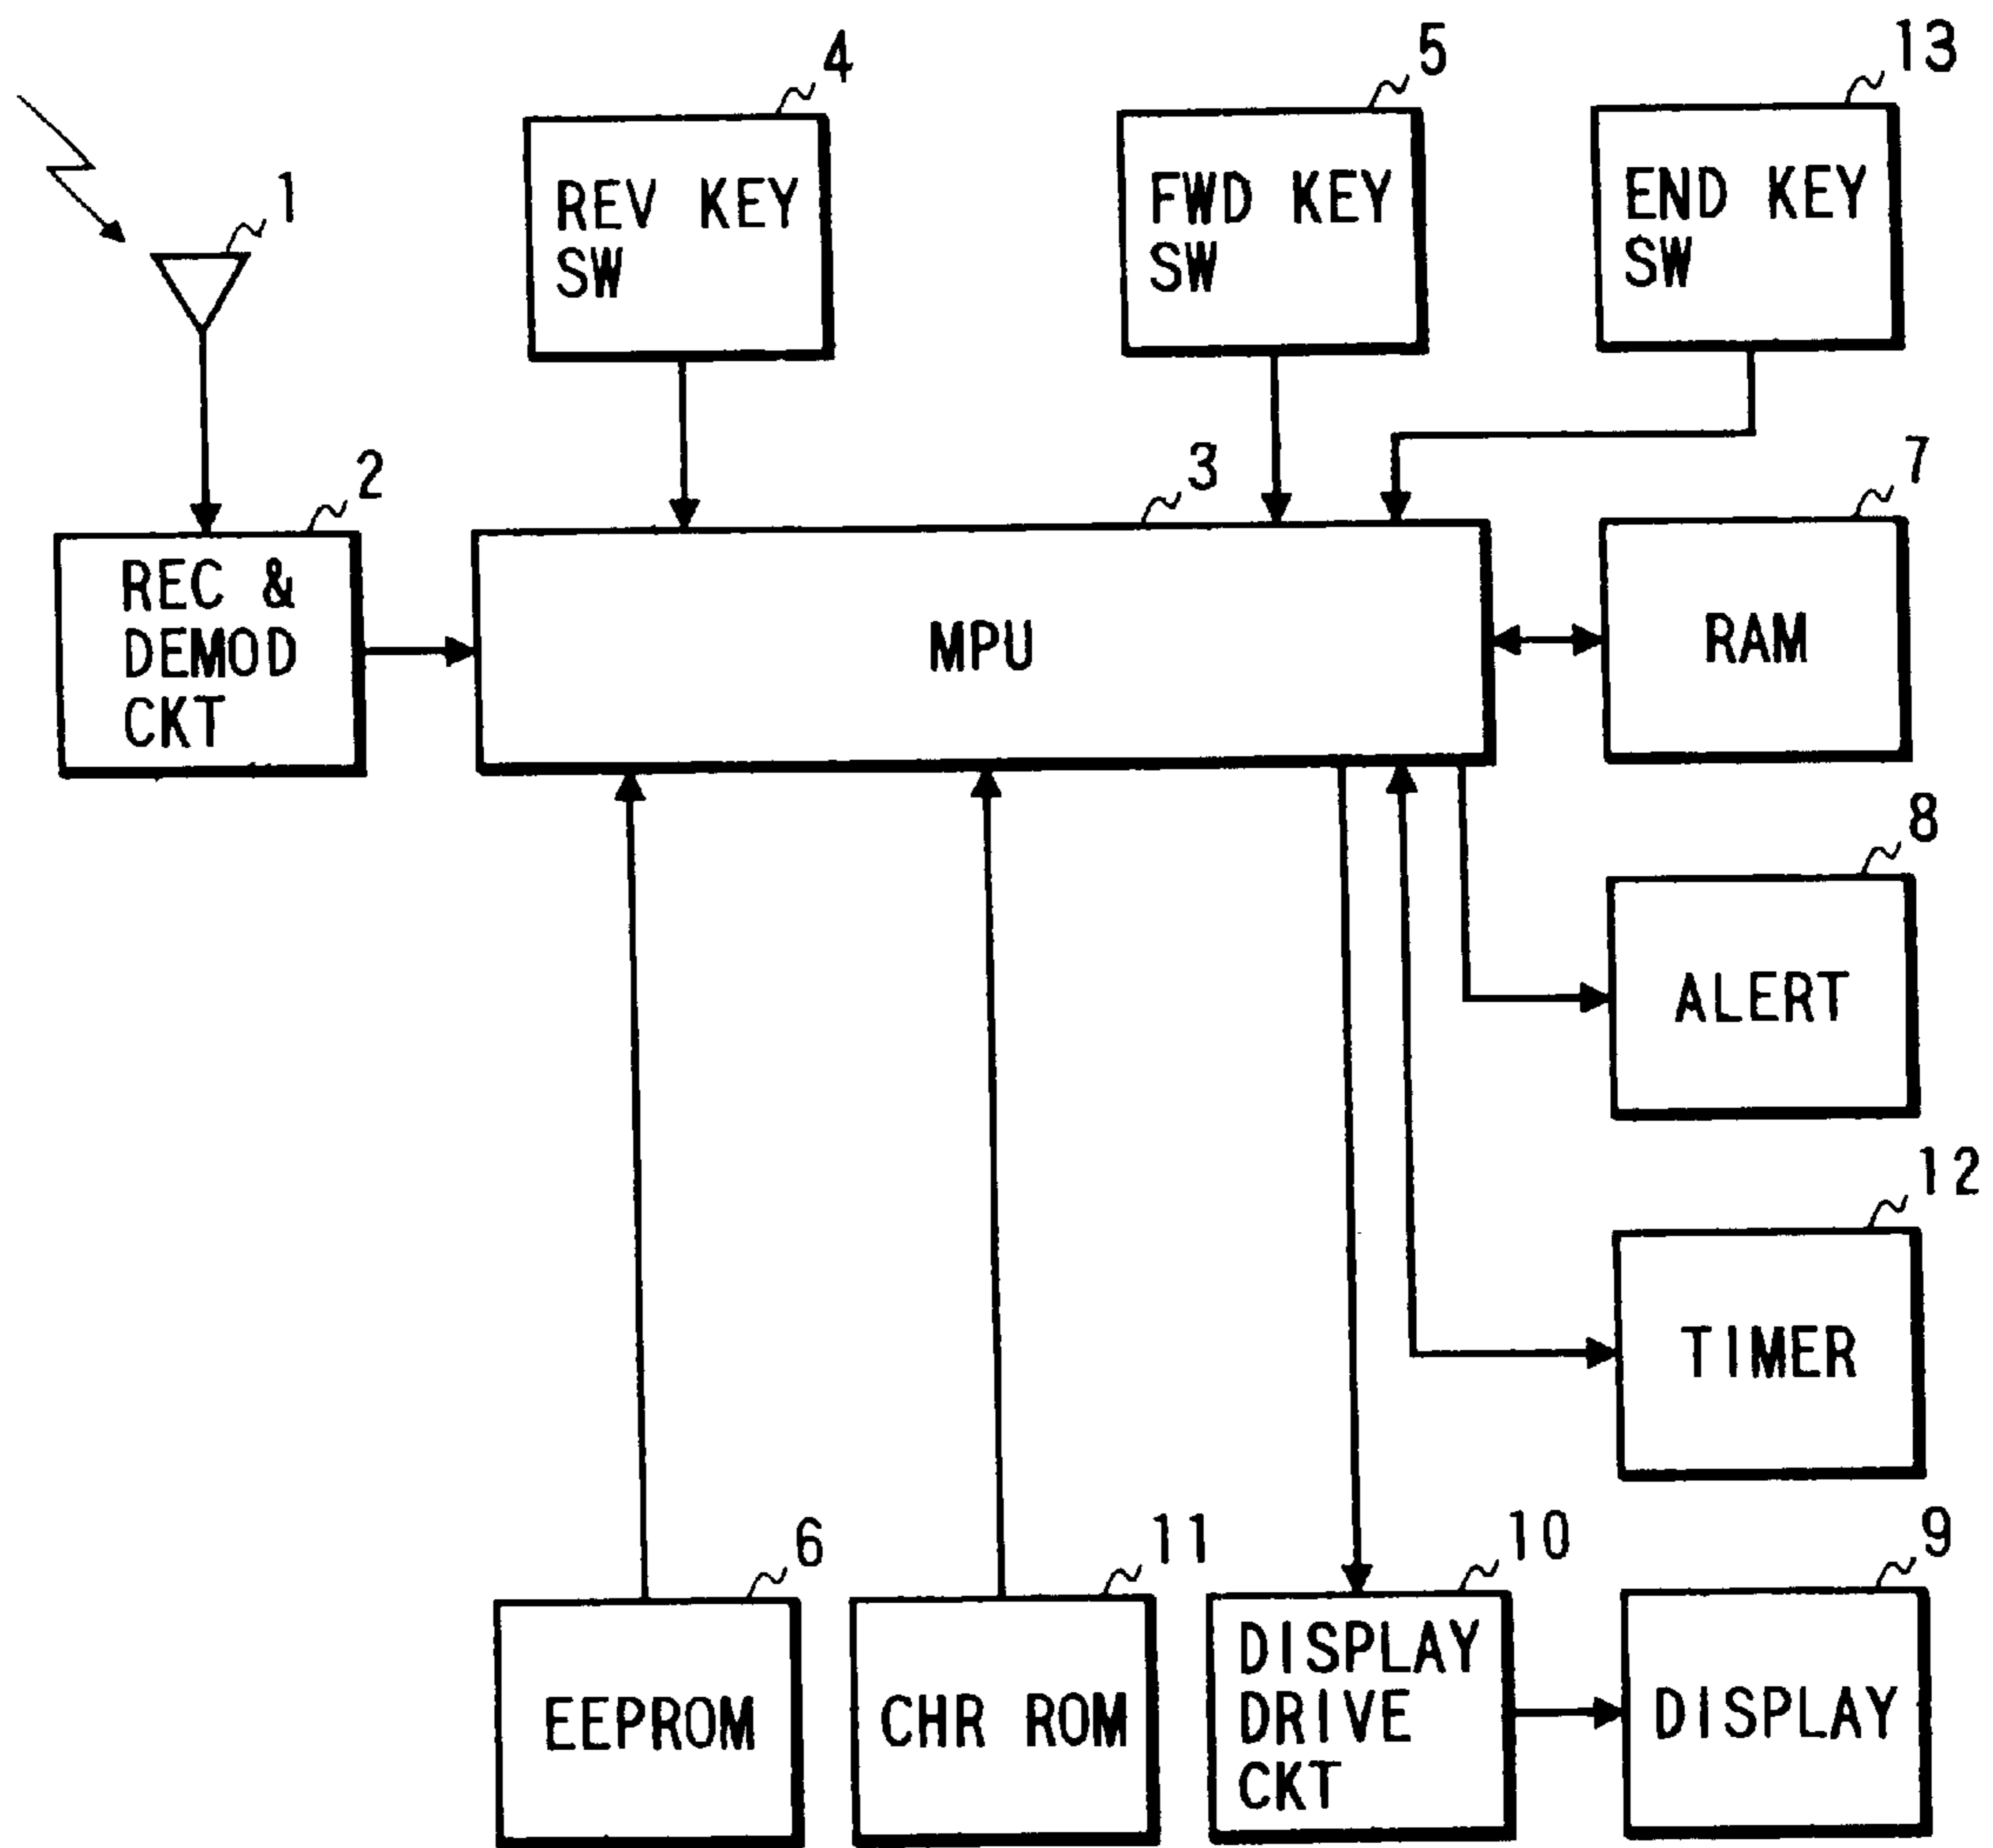 4
5
13
1
REV KEY
SW
FWD KEY
SW
END KEY
SW
2
3
7
REC &
DEMOD
CKT
MPU
RAM
8
ALERT
12
TIMER
6
11
10
9
EEPROM
CHR ROM
DISPLAY
DRIVE
CKT
DISPLAY